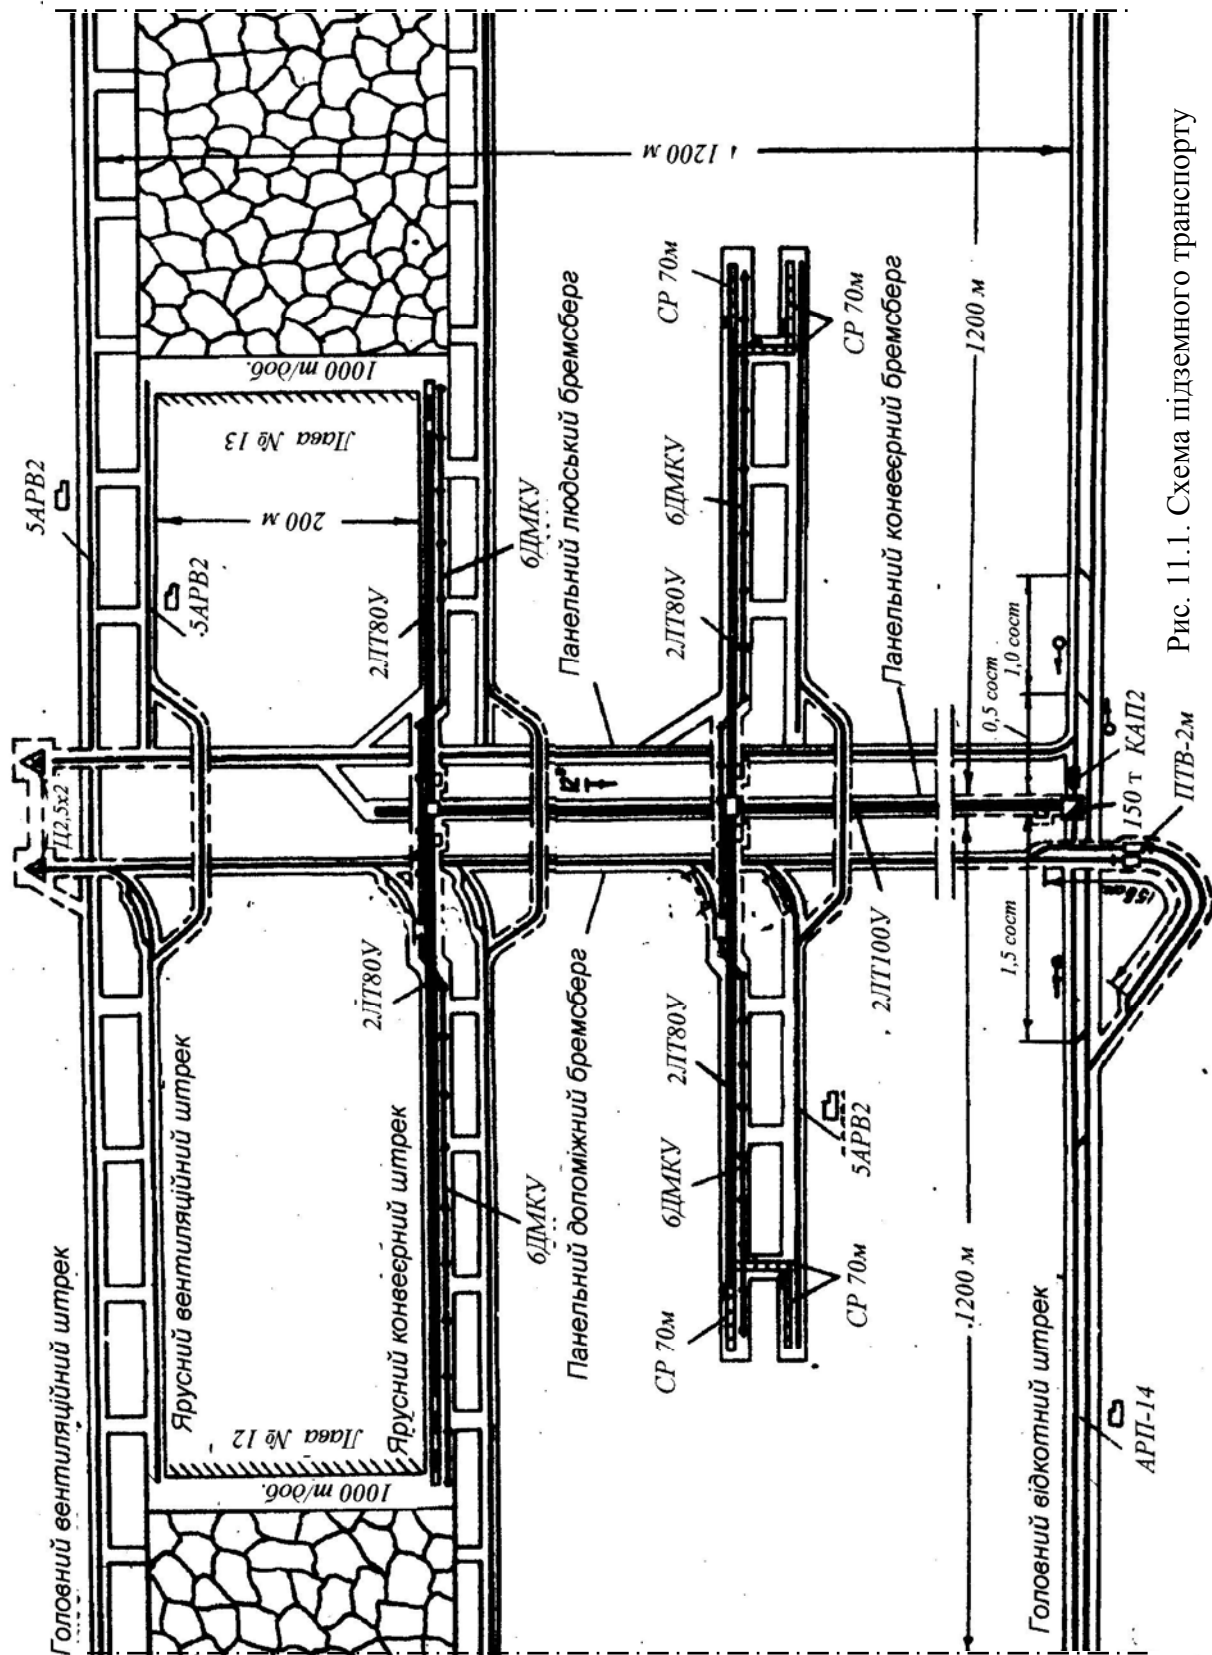 Головний вентиляційний штрек
5АРВ2
Ц2,5х2
Ярусний вентиляційний штрек
5АРВ2
Лава № 12
1000 т/доб.
Лава № 13
1000 т/доб.
200 м
Ярусний конвеєрний штрек
2ЛТ80У
2ЛТ80У
6ДМКУ
6ДМКУ
Панельний допоміжний бремсберг
Панельний людський бремсберг
12°
1200 м
СР 70м
6ДМКУ
2ЛТ80У
2ЛТ80У
6ДМКУ
СР 70м
СР 70м
5АРВ2
2ЛТ100У
Панельний конвеєрний бремсберг
СР 70м
1200 м
1200 м
1,5 сост
0,5 сост
1,0 сост
Головний відкотний штрек
АРП-14
150 т
КАП2
ПТВ-2м
Рис. 11.1. Схема підземного транспорту